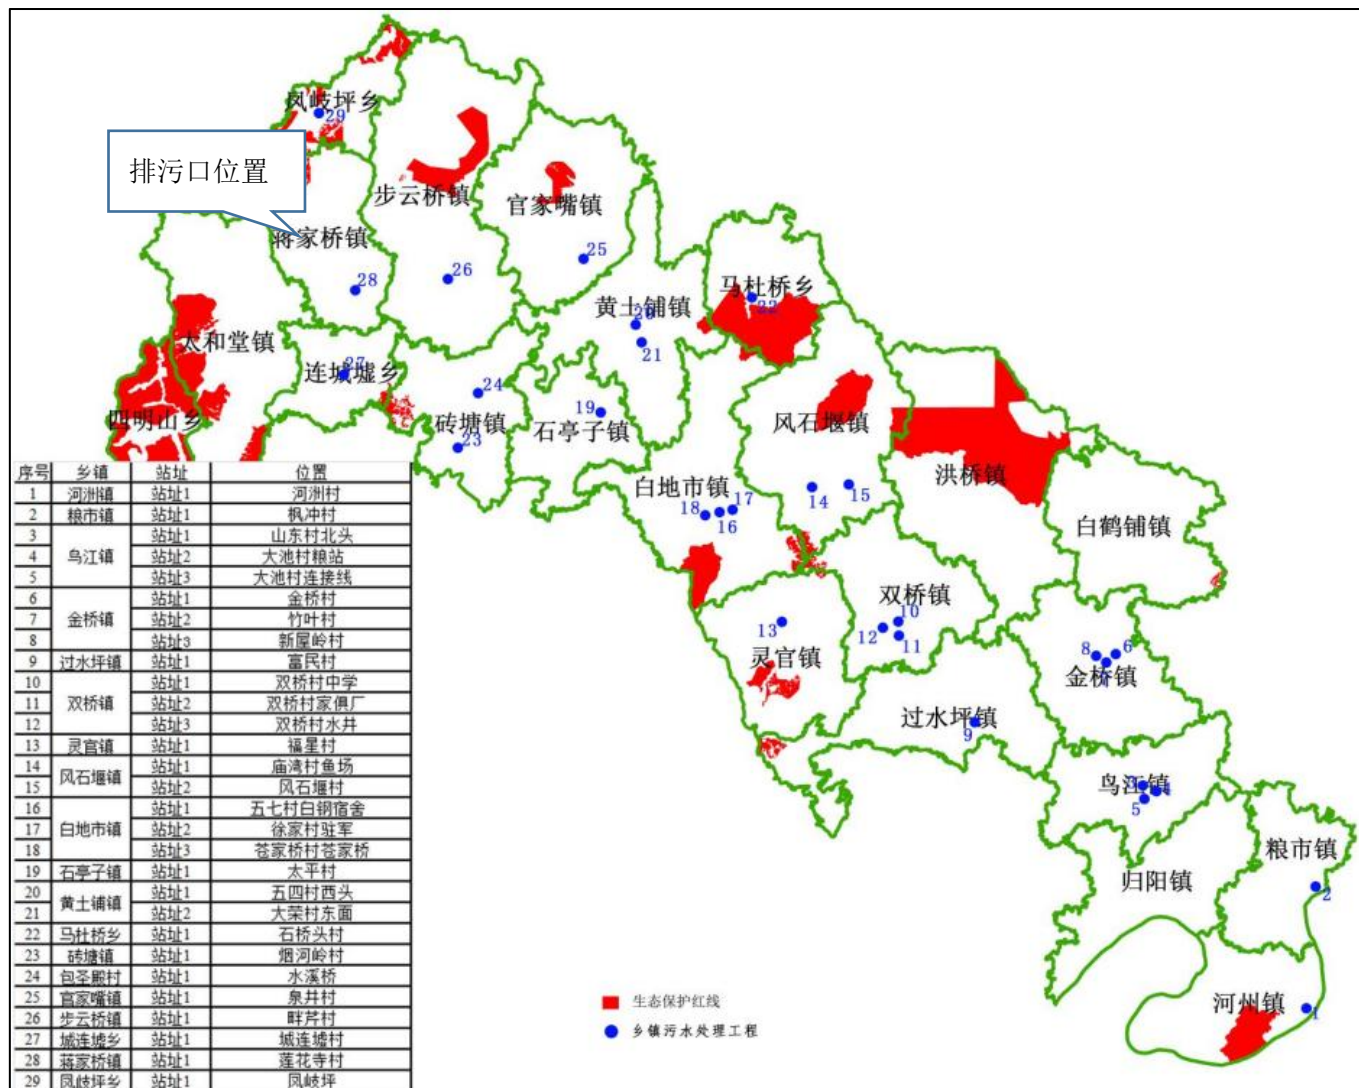 凤岐坪乡
29
排污口位置
步云桥镇
官家嘴镇
蒋家桥镇
25
26
28
马杜桥乡
22
黄土铺镇
20
21
太和堂镇
连城墟乡
27
24
四明山乡
砖塘镇
23
19
石亭子镇
风石堰镇
14
15
洪桥镇
白地市镇
18
16
17
白鹤铺镇
双桥镇
10
12
11
13
灵官镇
8
6
金桥镇
过水坪镇
9
鸟江镇
3
4
5
粮市镇
2
归阳镇
河州镇
1
序号 乡镇 站址 位置
1 河洲镇 站址1 河洲村
2 粮市镇 站址1 枫冲村
3 鸟江镇 站址1 山东村北头
4 站址2 大池村粮站
5 站址3 大池村连接线
6 金桥镇 站址1 金桥村
7 站址2 竹叶村
8 站址3 新屋岭村
9 过水坪镇 站址1 富民村
10 双桥镇 站址1 双桥村中学
11 站址2 双桥村家俱厂
12 站址3 双桥村水井
13 灵官镇 站址1 福星村
14 风石堰镇 站址1 庙湾村鱼场
15 站址2 风石堰村
16 白地市镇 站址1 五七村白钢宿舍
17 站址2 徐家村驻军
18 站址3 苍家桥村苍家桥
19 石亭子镇 站址1 太平村
20 黄土铺镇 站址1 五四村西头
21 站址2 大荣村东面
22 马杜桥乡 站址1 石桥头村
23 砖塘镇 站址1 烟河岭村
24 包圣殿村 站址1 水溪桥
25 官家嘴镇 站址1 泉井村
26 步云桥镇 站址1 畔芹村
27 城连墟乡 站址1 城连墟村
28 蒋家桥镇 站址1 莲花寺村
29 凤歧坪乡 站址1 凤岐坪
生态保护红线
乡镇污水处理工程